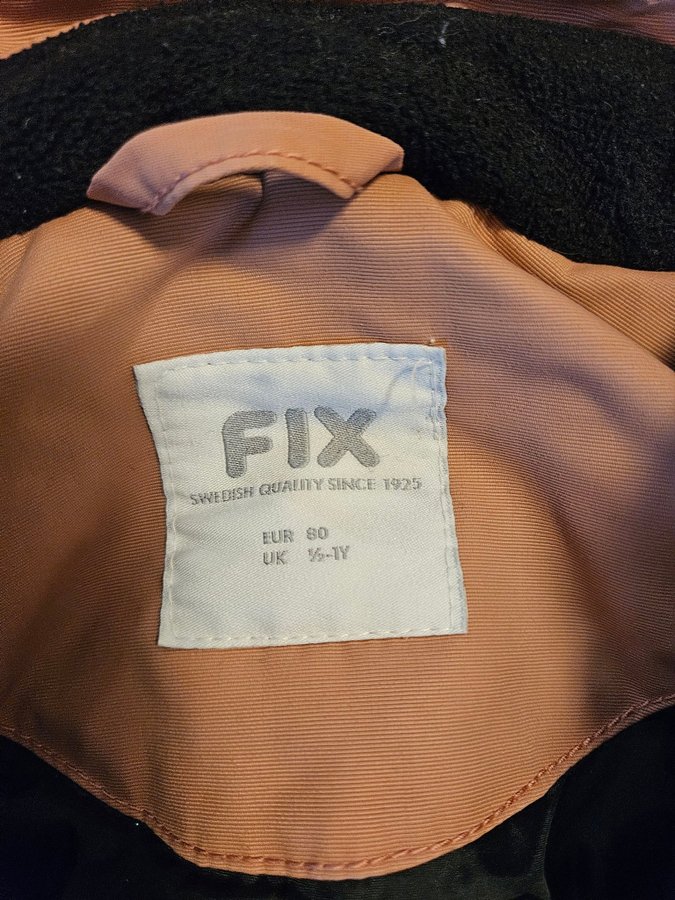 FIX
SWEDISH QUALITY SINCE 1925
EUR 80
UK ½-1Y